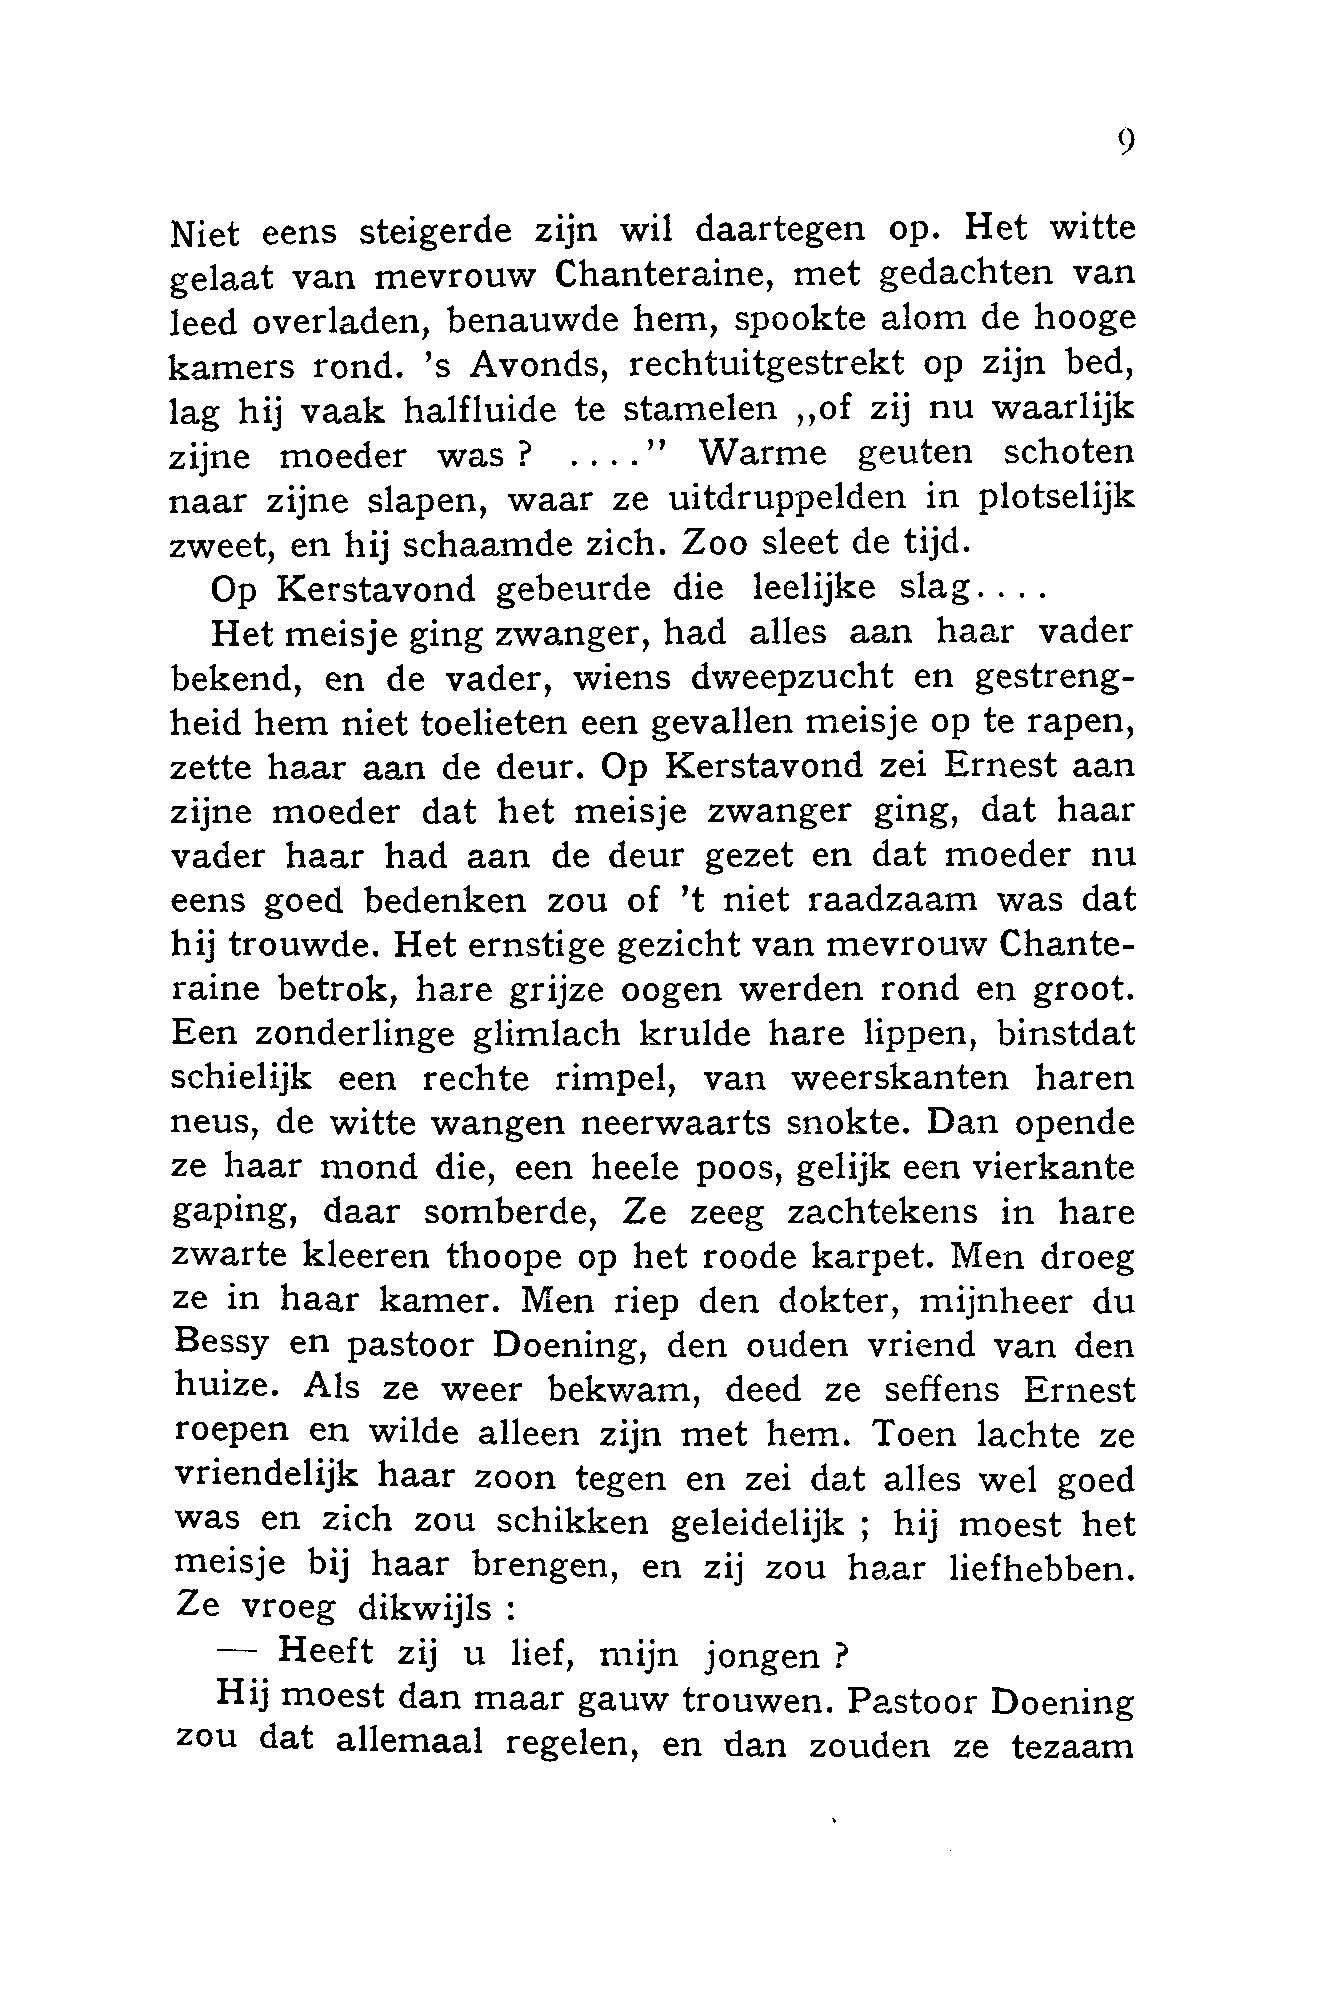 9
Niet eens steigerde zijn wil daartegen op. Het witte
gelaat van mevrouw Chanteraine, met gedachten van
leed overladen, benauwde hem, spookte alom de hooge
kamers rond. 's Avonds, rechtuitgestrekt op zijn bed,
lag hij vaak halfluide te stamelen ,,of zij nu waarlijk
zijne moeder was ? ....” Warme geuten schoten
naar zijne slapen, waar ze uitdruppelden in plotselijk
zweet, en hij schaamde zich. Zoo sleet de tijd.
Op Kerstavond gebeurde die leelijke slag....
Het meisje ging zwanger, had alles aan haar vader
bekend, en de vader, wiens dweepzucht en gestreng-
heid hem niet toelieten een gevallen meisje op te rapen,
zette haar aan de deur. Op Kerstavond zei Ernest aan
zijne moeder dat het meisje zwanger ging, dat haar
vader haar had aan de deur gezet en dat moeder nu
eens goed bedenken zou of 't niet raadzaam was dat
hij trouwde. Het ernstige gezicht van mevrouw Chante-
raine betrok, hare grijze oogen werden rond en groot.
Een zonderlinge glimlach krulde hare lippen, binstdat
schielijk een rechte rimpel, van weerskanten haren
neus, de witte wangen neerwaarts snokte. Dan opende
ze haar mond die, een heele poos, gelijk een vierkante
gaping, daar somberde, Ze zeeg zachtekens in hare
zwarte kleeren thoope op het roode karpet. Men droeg
ze in haar kamer. Men riep den dokter, mijnheer du
Bessy en pastoor Doening, den ouden vriend van den
huize. Als ze weer bekwam, deed ze seffens Ernest
roepen en wilde alleen zijn met hem. Toen lachte ze
vriendelijk haar zoon tegen en zei dat alles wel goed
was en zich zou schikken geleidelijk ; hij moest het
meisje bij haar brengen, en zij zou haar liefhebben.
Ze vroeg dikwijls :
— Heeft zij u lief, mijn jongen ?
Hij moest dan maar gauw trouwen. Pastoor Doening
zou dat allemaal regelen, en dan zouden ze tezaam